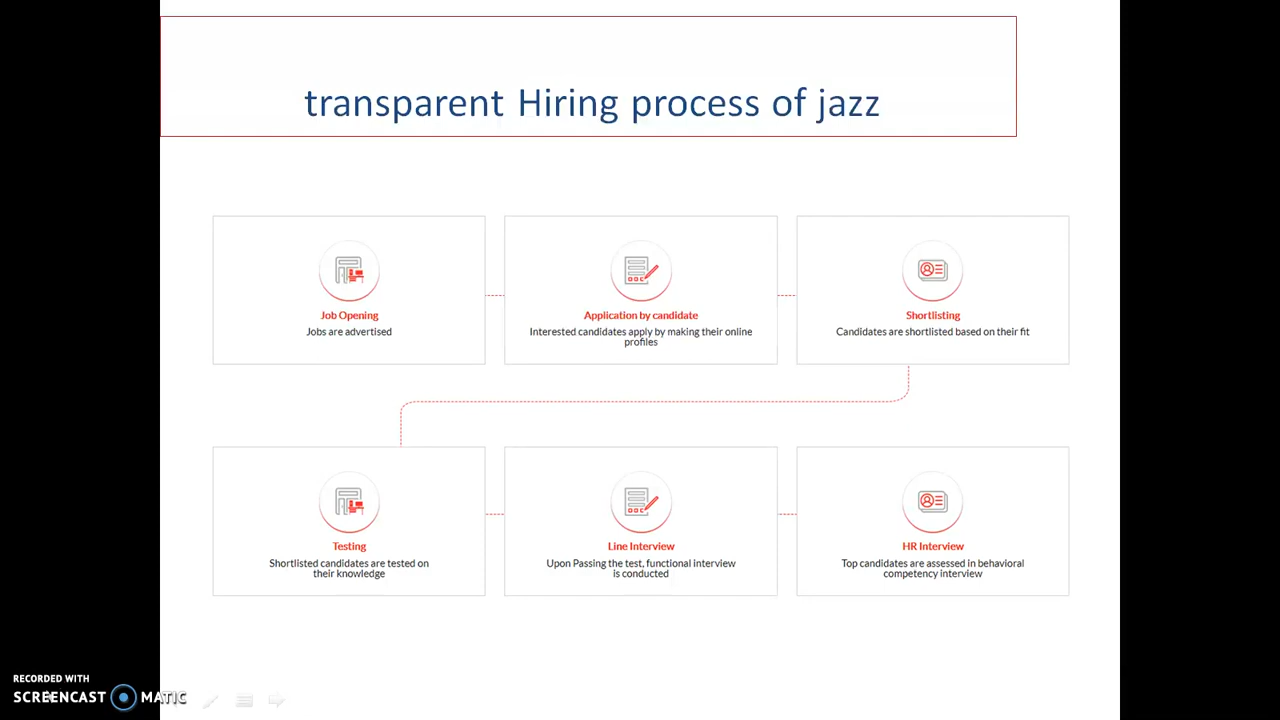 transparent Hiring process of jazz
Job Opening
Jobs are advertised
Application by candidate
Interested candidates apply by making their online
profiles
Shortlisting
Candidates are shortlisted based on their fit
Testing
Shortlisted candidates are tested on
their knowledge
Line Interview
Upon Passing the test, functional interview
is conducted
HR Interview
Top candidates are assessed in behavioral
competency interview
RECORDED WITH
SCREENCAST MATIC